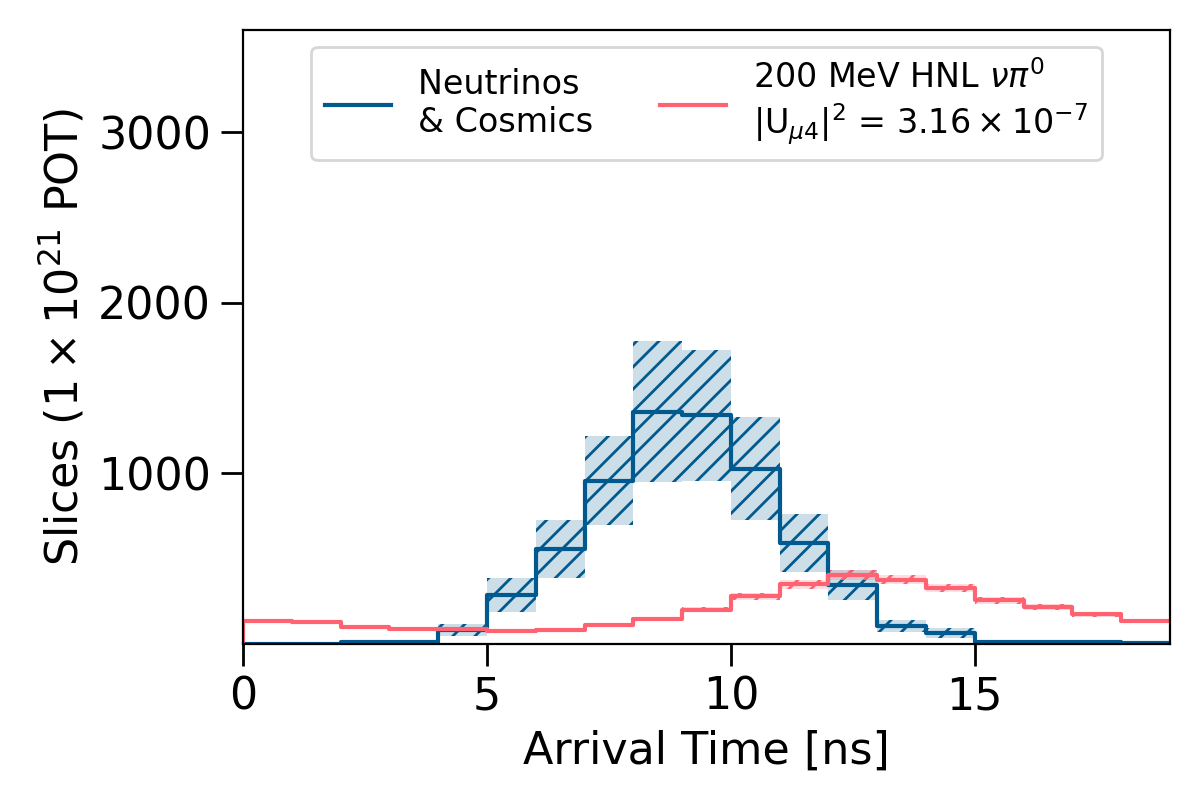 Neutrinos
& Cosmics
200 MeV HNL νπ⁰
|U_μ4|² = 3.16 × 10⁻⁷
Slices (1 × 10²¹ POT)
3000
2000
1000
0 5 10 15
Arrival Time [ns]